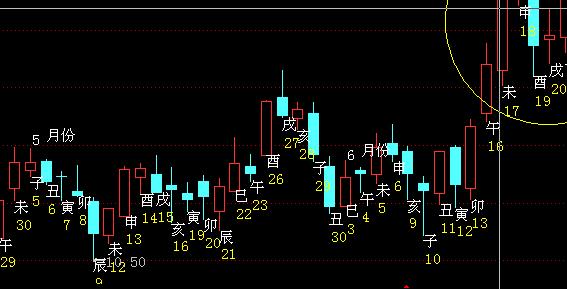 午
29
未
30
5 月份
子
5
丑
6
寅
7
卯
8
辰
9
10.50
未
12
申
13
酉
14
戌
15
亥
16
寅
19
卯
20
辰
21
巳
22
午
23
酉
26
戌
27
亥
28
子
29
丑
30
6 月份
巳
3
午
4
未
5
申
6
亥
9
子
10
丑
11
寅
12
卯
13
午
16
未
17
申
18
酉
19
戌
20